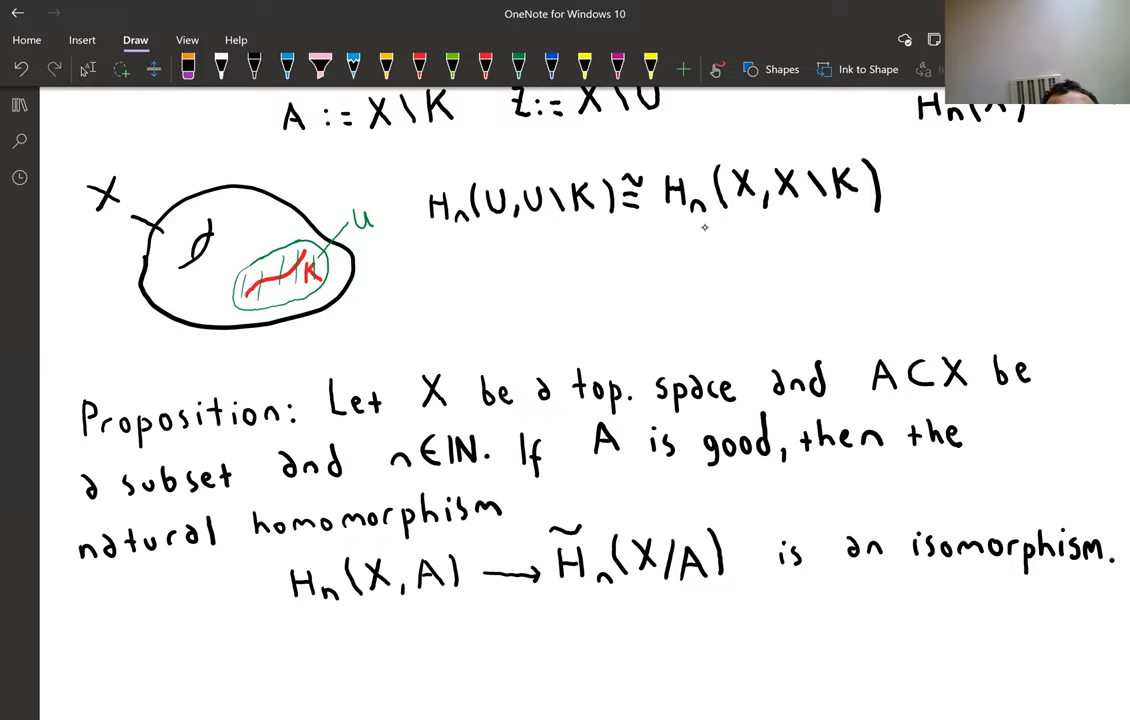 OneNote for Windows 10
Home Insert Draw View Help
Shapes Ink to Shape
A := X \ K Z := X \ U Hn(X)
X
U
K
Hn(U, U\K) ≅ Hn(X, X\K)
Proposition: Let X be a top. space and A⊂X be
a subset and n∈ℕ. If A is good, then the
natural homomorphism
Hn(X, A) ⟶ H̃n(X/A) is an isomorphism.